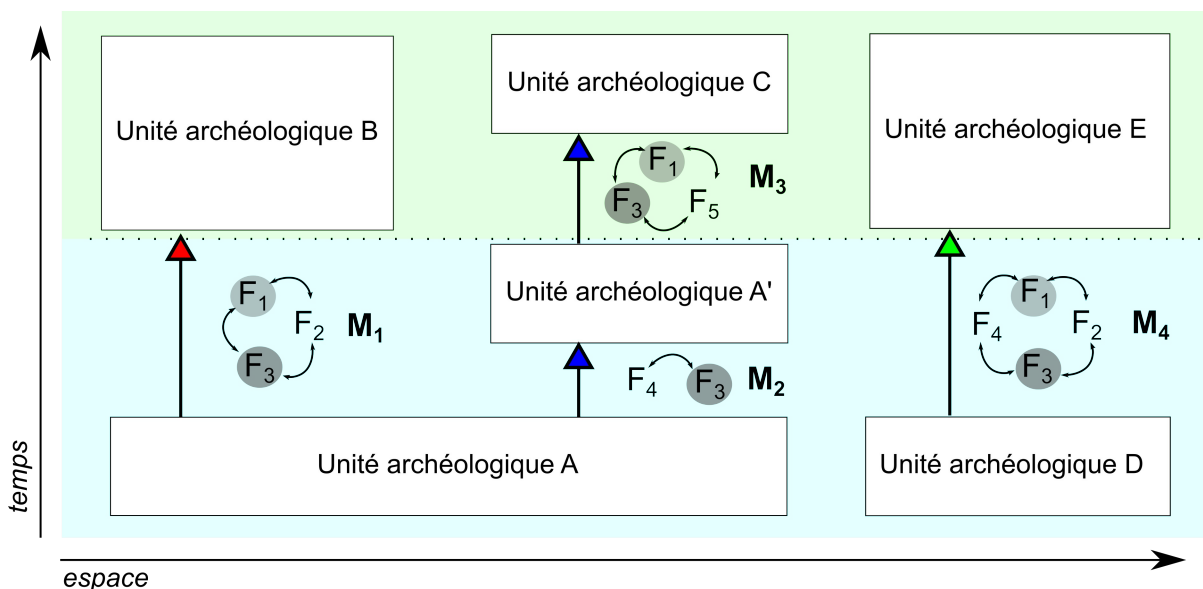 Unité archéologique B
Unité archéologique C
Unité archéologique E
F1
F3
F5
M3
Unité archéologique A'
F1
F2
F3
M1
F4
F3
M2
F4
F1
F2
F3
M4
Unité archéologique A
Unité archéologique D
temps
espace